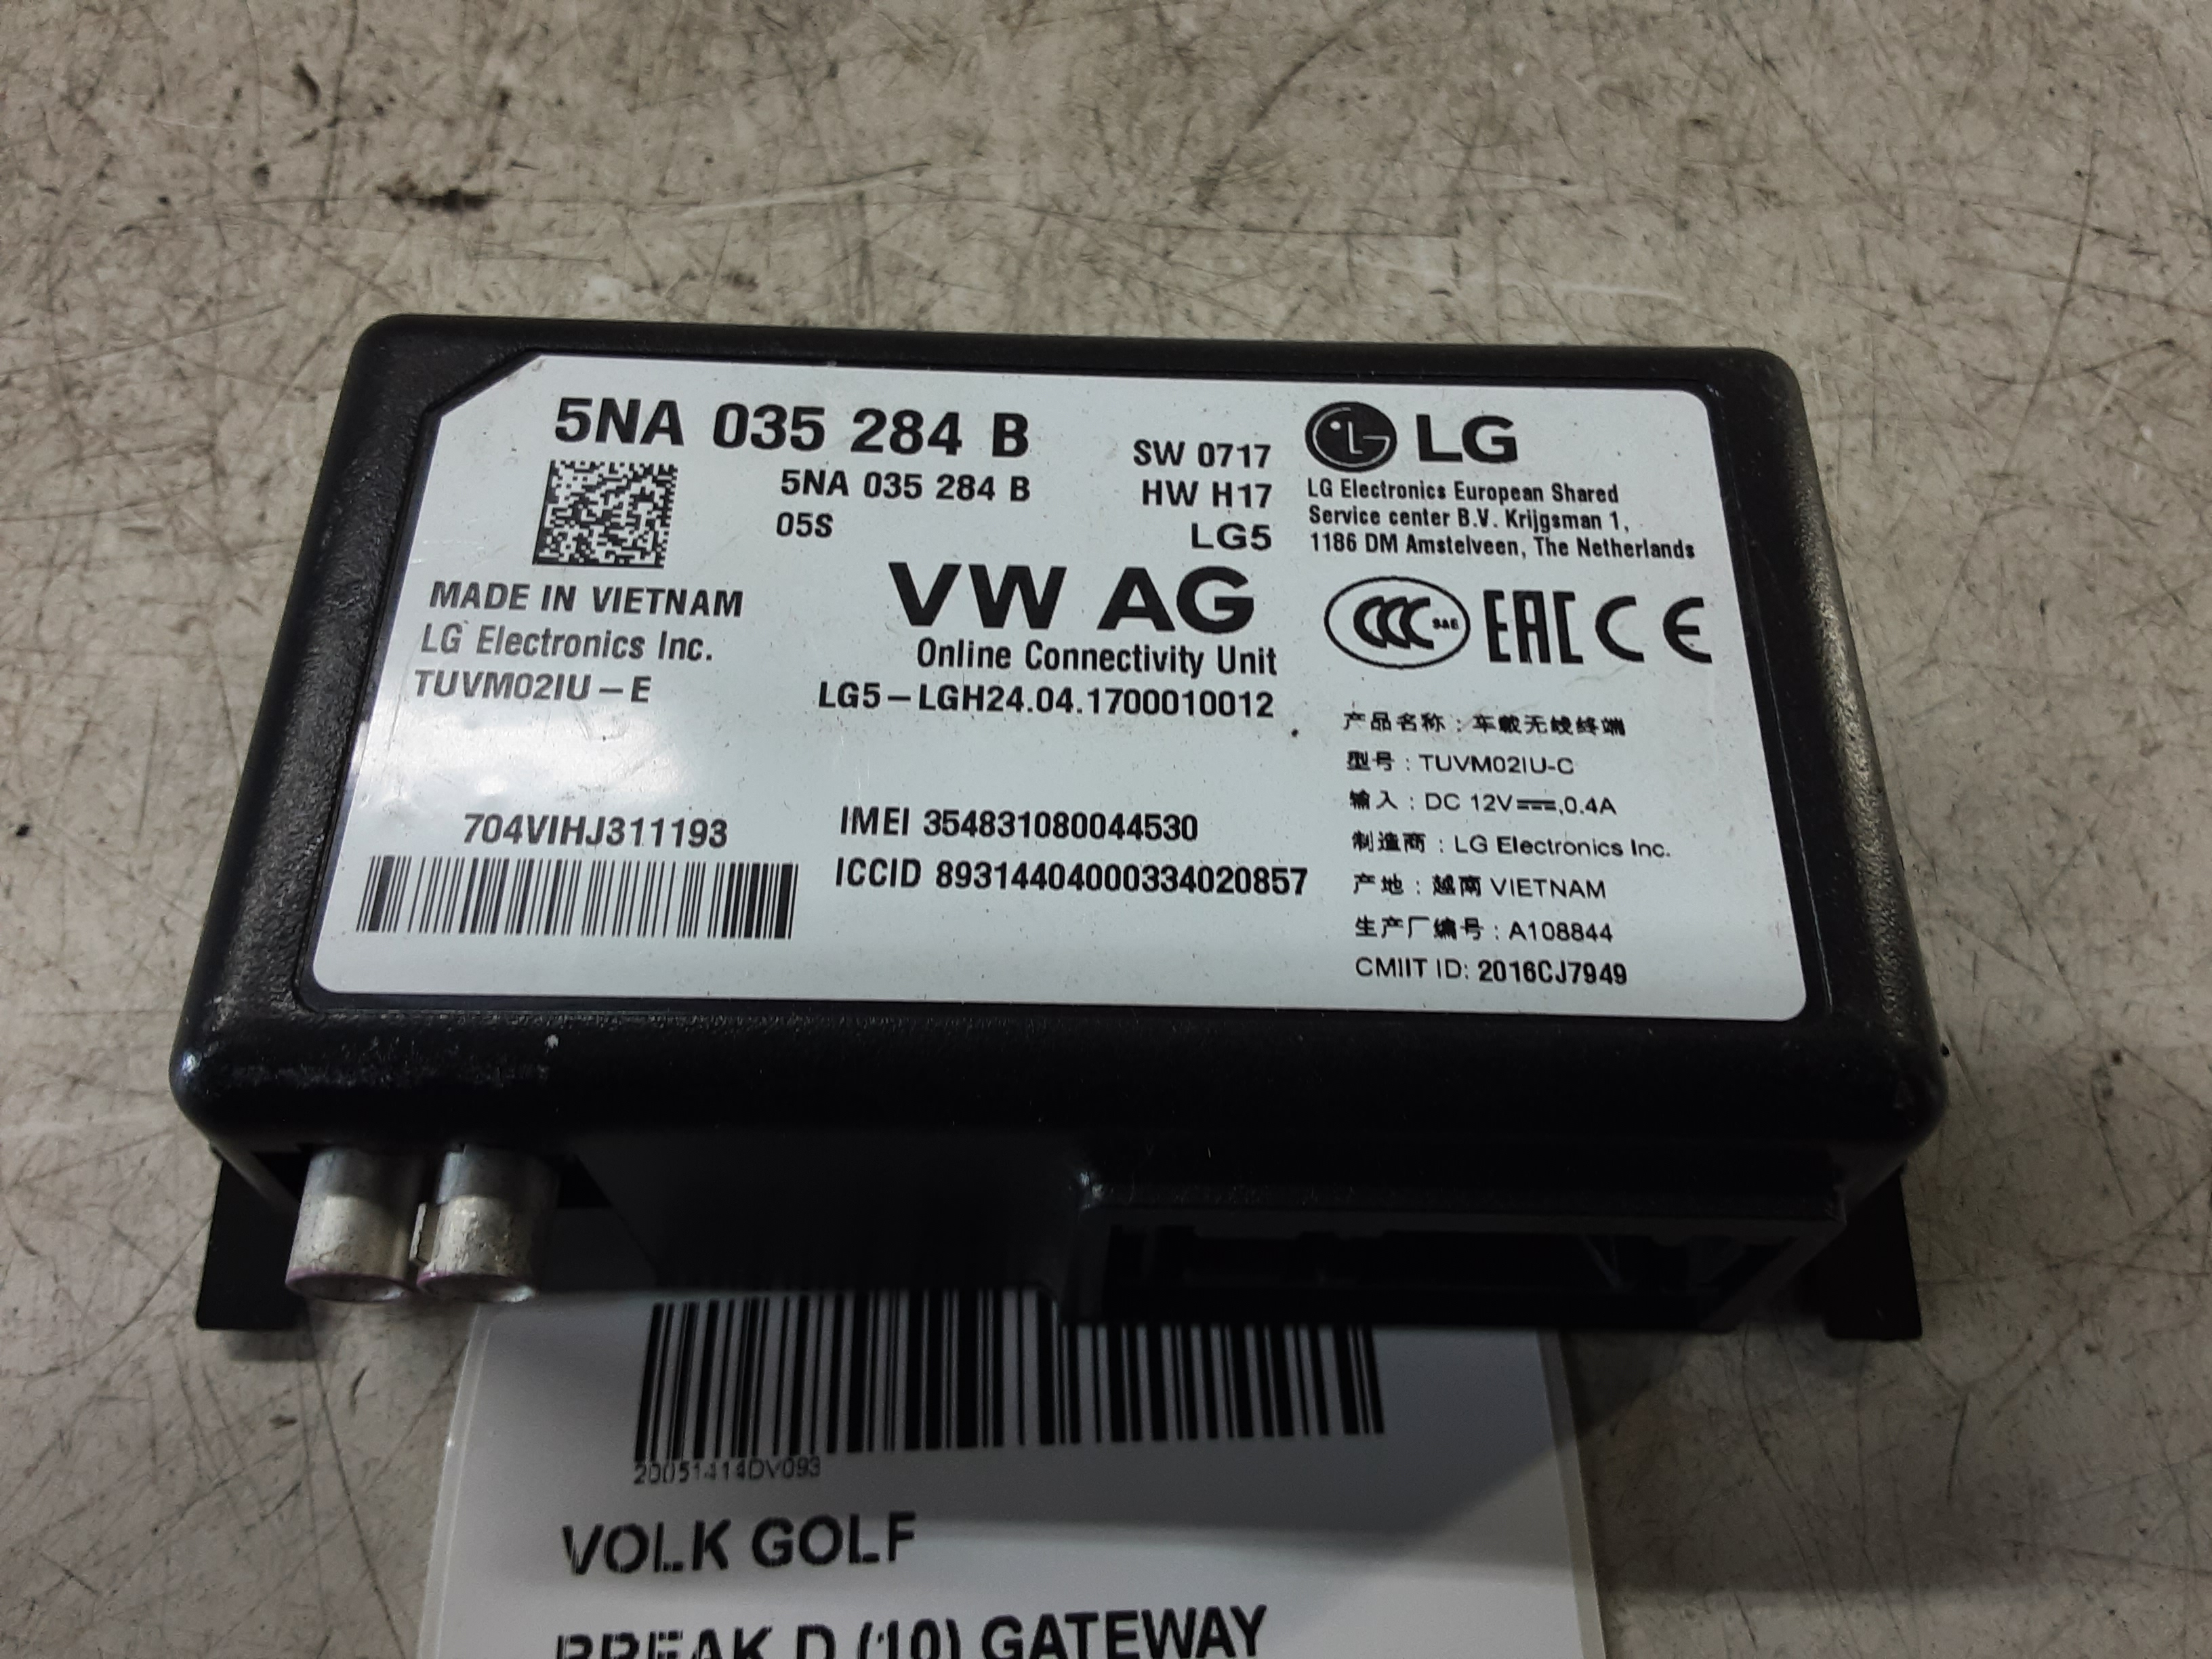 5NA 035 284 B
5NA 035 284 B
05S
SW 0717
HW H17
LG5
LG
LG Electronics European Shared
Service center B.V. Krijgsman 1,
1186 DM Amstelveen, The Netherlands
MADE IN VIETNAM
LG Electronics Inc.
TUVM02IU-E
VW AG
Online Connectivity Unit
LG5-LGH24.04.1700010012
CCC S&E EAC CE
704VIHJ311193
IMEI 354831080044530
ICCID 89314404000334020857
产品名称：车载无线终端
型号：TUVM02IU-C
输入：DC 12V⎓,0.4A
制造商：LG Electronics Inc.
产地：越南 VIETNAM
生产厂编号：A108844
CMIIT ID: 2016CJ7949
20051414DV093
VOLK GOLF
BREAK D (10) GATEWAY